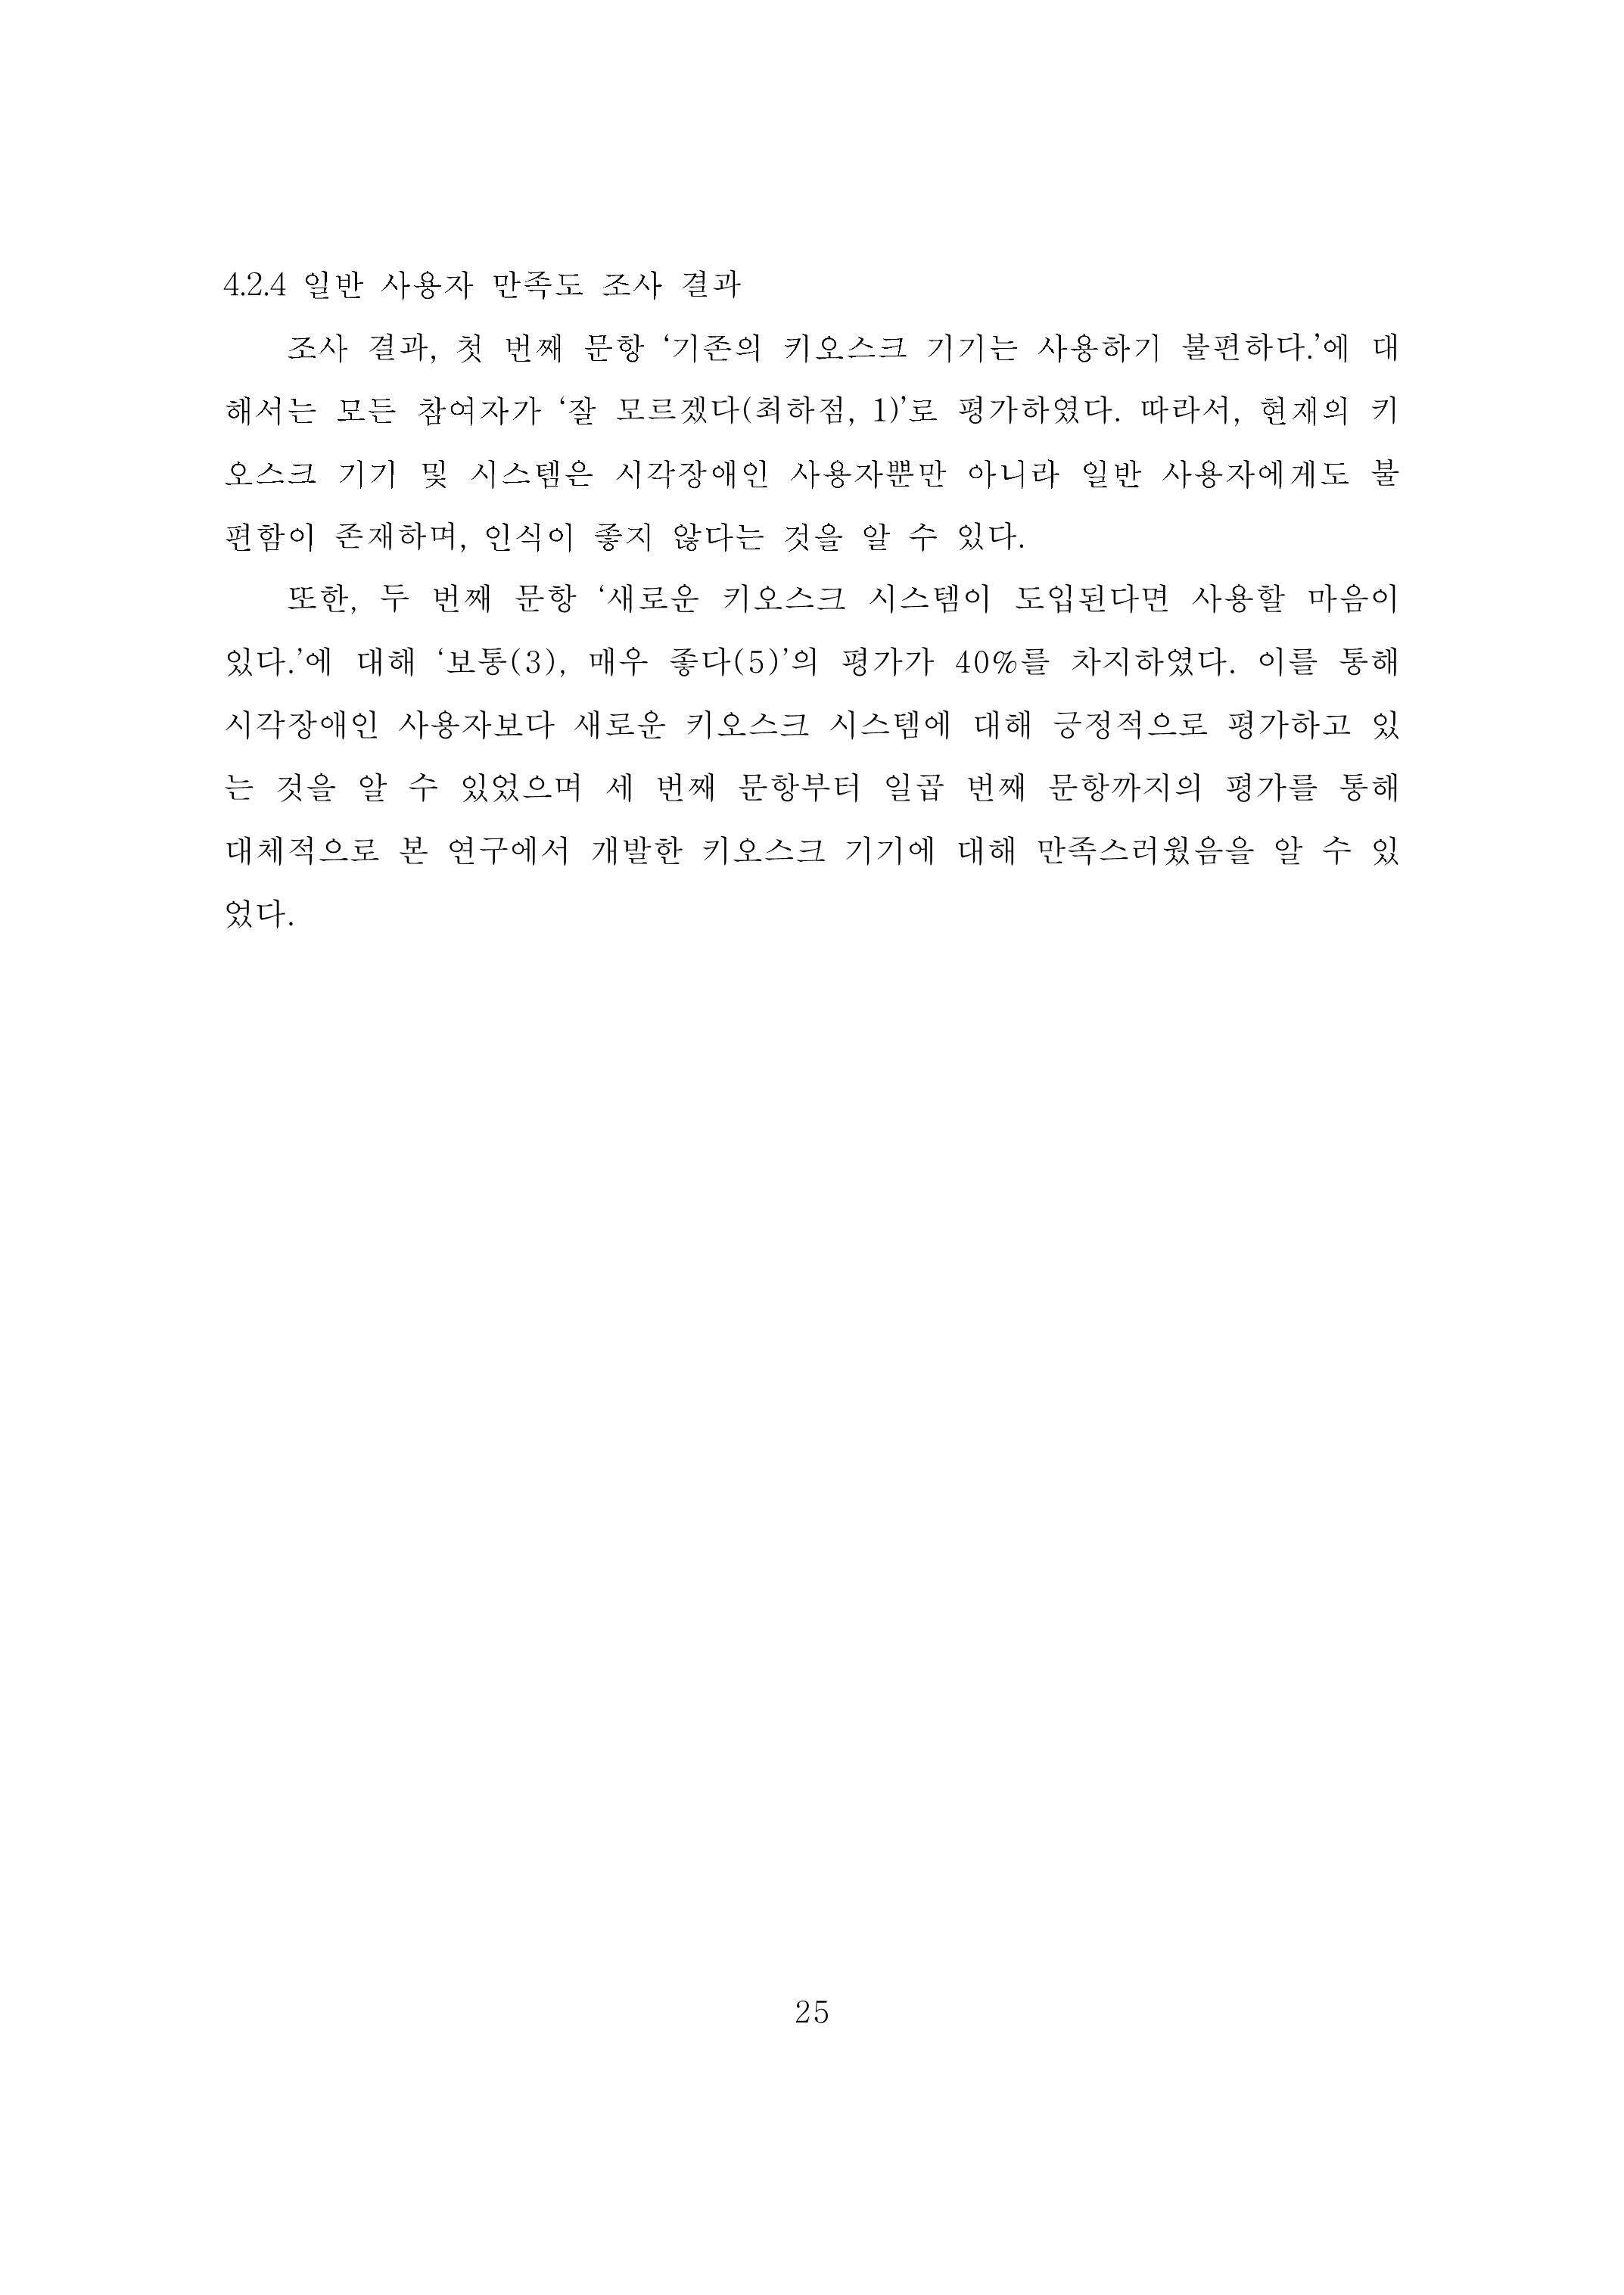 4.2.4 일반 사용자 만족도 조사 결과
조사 결과, 첫 번째 문항 ‘기존의 키오스크 기기는 사용하기 불편하다.’에 대
해서는 모든 참여자가 ‘잘 모르겠다(최하점, 1)’로 평가하였다. 따라서, 현재의 키
오스크 기기 및 시스템은 시각장애인 사용자뿐만 아니라 일반 사용자에게도 불
편함이 존재하며, 인식이 좋지 않다는 것을 알 수 있다.
또한, 두 번째 문항 ‘새로운 키오스크 시스템이 도입된다면 사용할 마음이
있다.’에 대해 ‘보통(3), 매우 좋다(5)’의 평가가 40%를 차지하였다. 이를 통해
시각장애인 사용자보다 새로운 키오스크 시스템에 대해 긍정적으로 평가하고 있
는 것을 알 수 있었으며 세 번째 문항부터 일곱 번째 문항까지의 평가를 통해
대체적으로 본 연구에서 개발한 키오스크 기기에 대해 만족스러웠음을 알 수 있
었다.
25